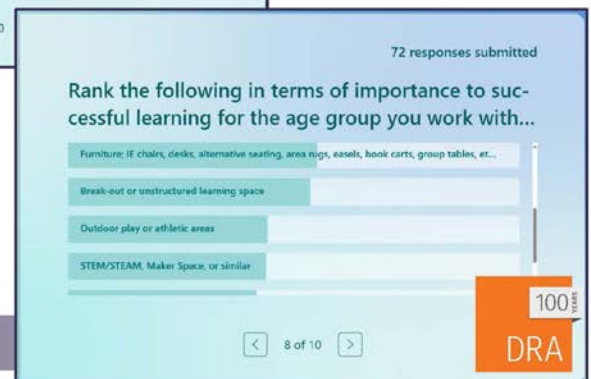 72 responses submitted
Rank the following in terms of importance to suc-
cessful learning for the age group you work with...
Furniture; IE chairs, desks, alternative seating, area rugs, easels, book carts, group tables, et...
Break-out or unstructured learning space
Outdoor play or athletic areas
STEM/STEAM, Maker Space, or similar
< 8 of 10 >
100 YEARS
DRA